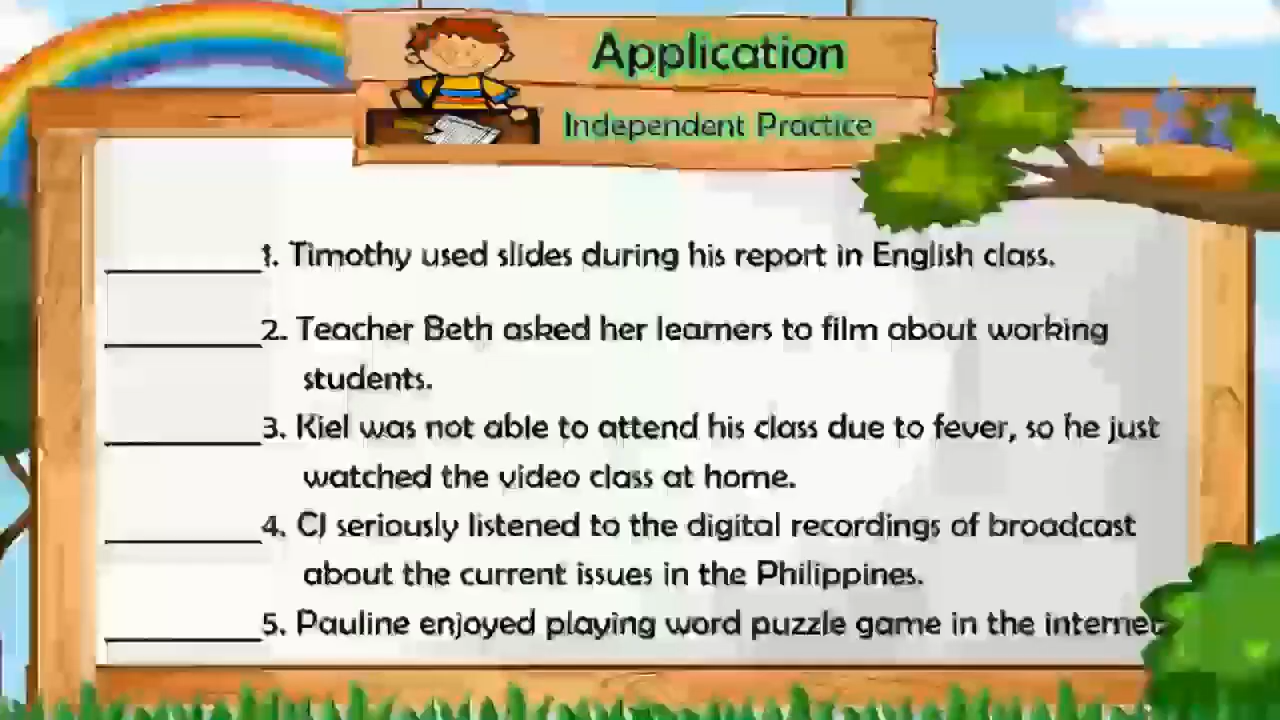 Application
Independent Practice
__________1. Timothy used slides during his report in English class.
__________2. Teacher Beth asked her learners to film about working
students.
__________3. Kiel was not able to attend his class due to fever, so he just
watched the video class at home.
__________4. CJ seriously listened to the digital recordings of broadcast
about the current issues in the Philippines.
__________5. Pauline enjoyed playing word puzzle game in the internet